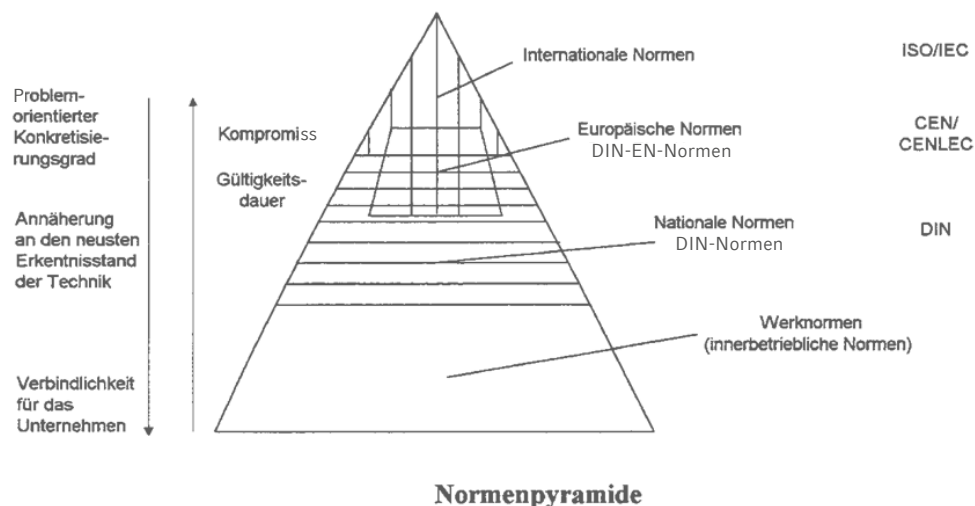 Internationale Normen
ISO/IEC
Problem-
orientierter
Konkretisie-
rungsgrad
Kompromiss
Europäische Normen
DIN-EN-Normen
CEN/
CENLEC
Gültigkeits-
dauer
Annäherung
an den neusten
Erkentnisstand
der Technik
Nationale Normen
DIN-Normen
DIN
Werknormen
(innerbetriebliche Normen)
Verbindlichkeit
für das
Unternehmen
Normenpyramide